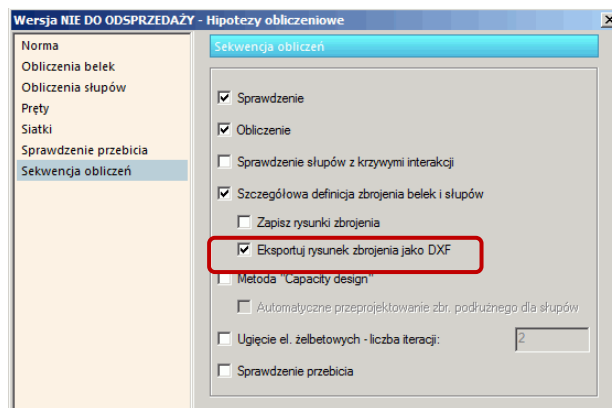 Wersja NIE DO ODSPRZEDAŻY - Hipotezy obliczeniowe
Norma
Obliczenia belek
Obliczenia słupów
Pręty
Siatki
Sprawdzenie przebicia
Sekwencja obliczeń
Sekwencja obliczeń
Sprawdzenie
Obliczenie
Sprawdzenie słupów z krzywymi interakcji
Szczegółowa definicja zbrojenia belek i słupów
Zapisz rysunki zbrojenia
Eksportuj rysunek zbrojenia jako DXF
Metoda "Capacity design"
Automatyczne przeprojektowanie zbr. podłużnego dla słupów
Ugięcie el. żelbetowych - liczba iteracji: 2
Sprawdzenie przebicia